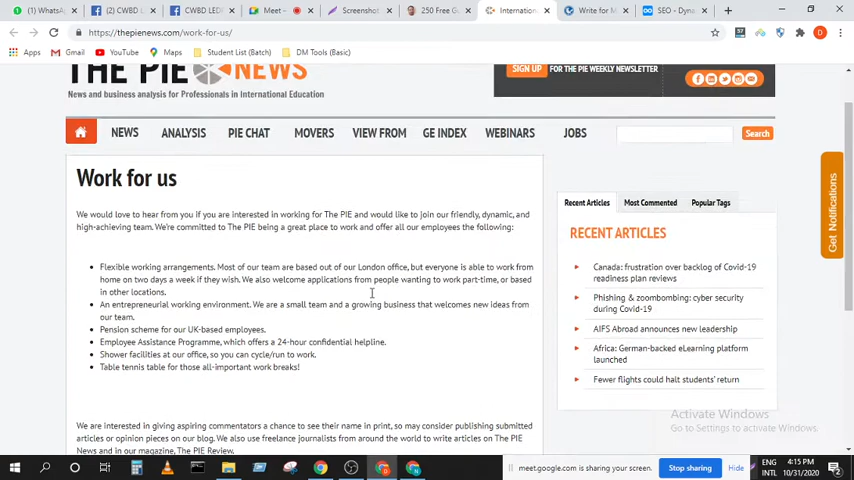 (1) WhatsA
(2) CWBD L
CWBD LEDI
Meet -
Screenshots
250 Free G
Internation
Write for M
SEO - Dyna
https://thepienews.com/work-for-us/
Apps Gmail YouTube Maps Student List (Batch) DM Tools (Basic)
THE PIE NEWS
News and business analysis for Professionals in International Education
SIGN UP FOR THE PIE WEEKLY NEWSLETTER
NEWS ANALYSIS PIE CHAT MOVERS VIEW FROM GE INDEX WEBINARS JOBS Search
Work for us
We would love to hear from you if you are interested in working for The PIE and would like to join our friendly, dynamic, and
high-achieving team. We're committed to The PIE being a great place to work and offer all our employees the following:
Flexible working arrangements. Most of our team are based out of our London office, but everyone is able to work from
home on two days a week if they wish. We also welcome applications from people wanting to work part-time, or based
in other locations.
An entrepreneurial working environment. We are a small team and a growing business that welcomes new ideas from
our team.
Pension scheme for our UK-based employees.
Employee Assistance Programme, which offers a 24-hour confidential helpline.
Shower facilities at our office, so you can cycle/run to work.
Table tennis table for those all-important work breaks!
We are interested in giving aspiring commentators a chance to see their name in print, so may consider publishing submitted
articles or opinion pieces on our blog. We also use freelance journalists from around the world to write articles on The PIE
News and in our magazine, The PIE Review.
Recent Articles Most Commented Popular Tags
RECENT ARTICLES
Canada: frustration over backlog of Covid-19
readiness plan reviews
Phishing & zoombombing: cyber security
during Covid-19
AIFS Abroad announces new leadership
Africa: German-backed eLearning platform
launched
Fewer flights could halt students' return
Get Notifications
Activate Windows
Go to Settings to activate Windows.
meet.google.com is sharing your screen. Stop sharing Hide
ENG 4:15 PM
INTL 10/31/2020